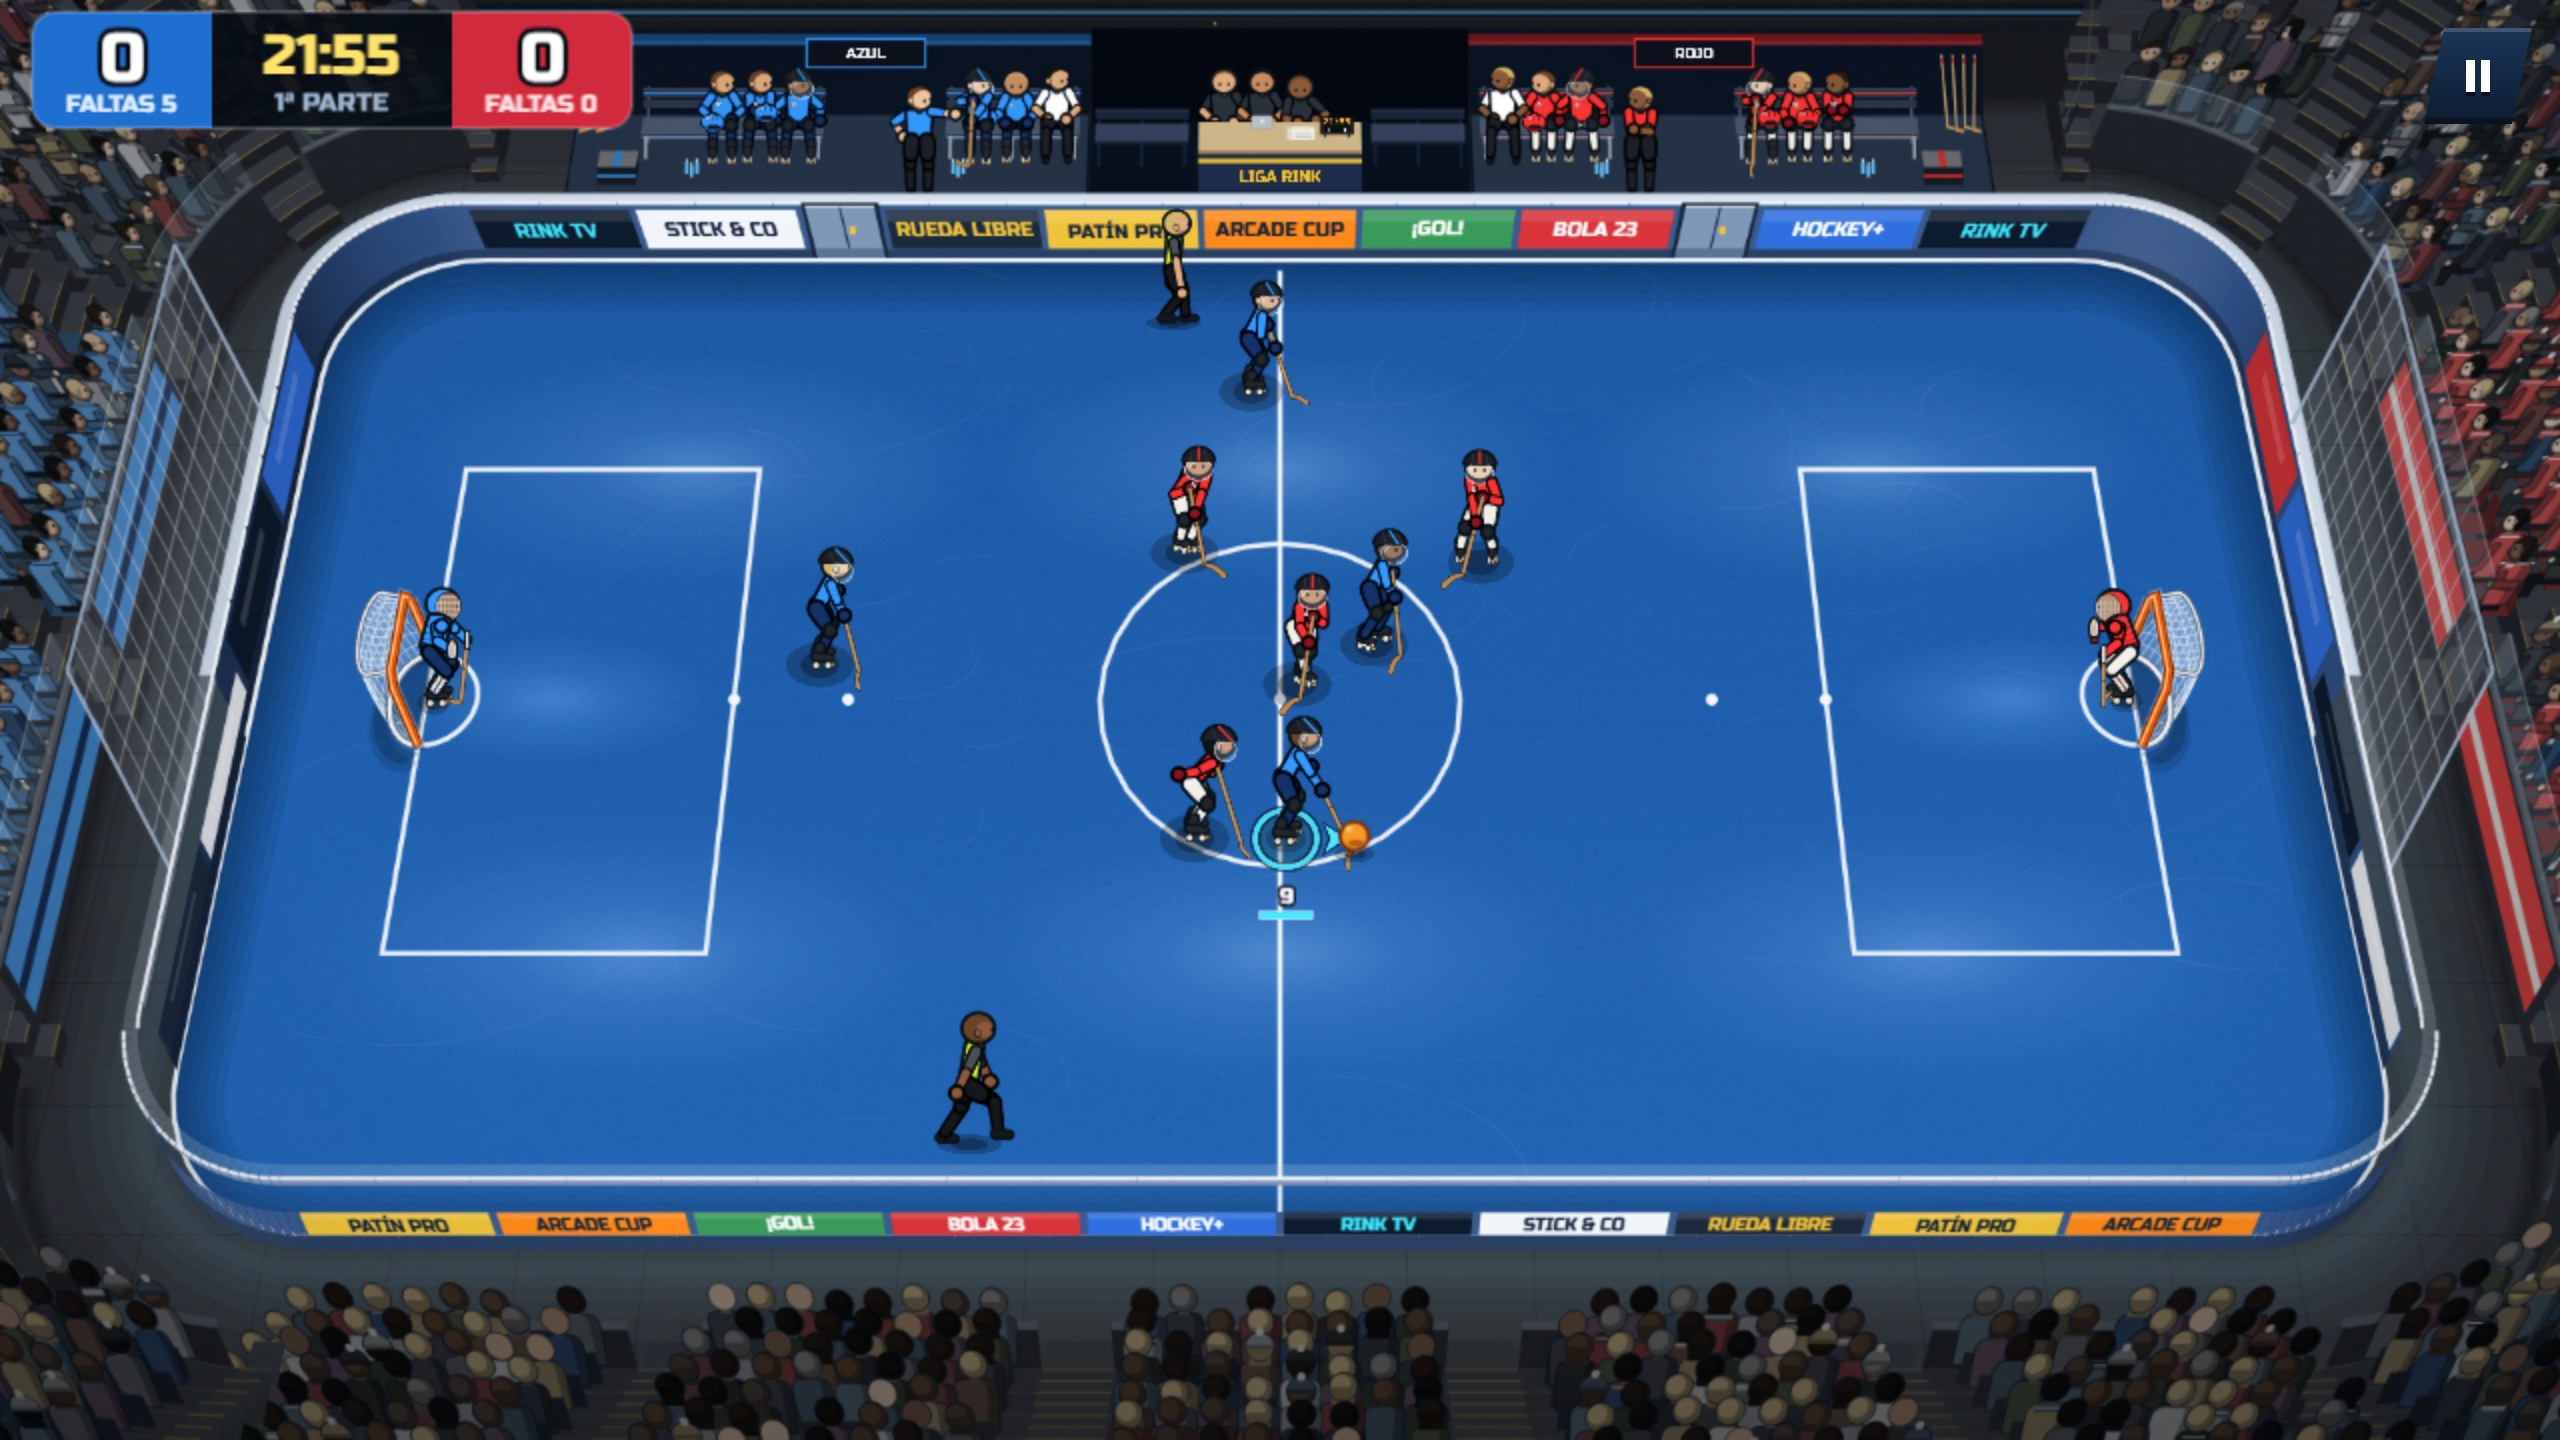 0 21:55 0
FALTAS 5 1ª PARTE FALTAS 0
AZUL
ROJO
LIGA RINK
RINK TV STICK & CO RUEDA LIBRE PATÍN PR ARCADE CUP ¡GOL! BOLA 23 HOCKEY+ RINK TV
9
PATÍN PRO ARCADE CUP ¡GOL! BOLA 23 HOCKEY+ RINK TV STICK & CO RUEDA LIBRE PATÍN PRO ARCADE CUP